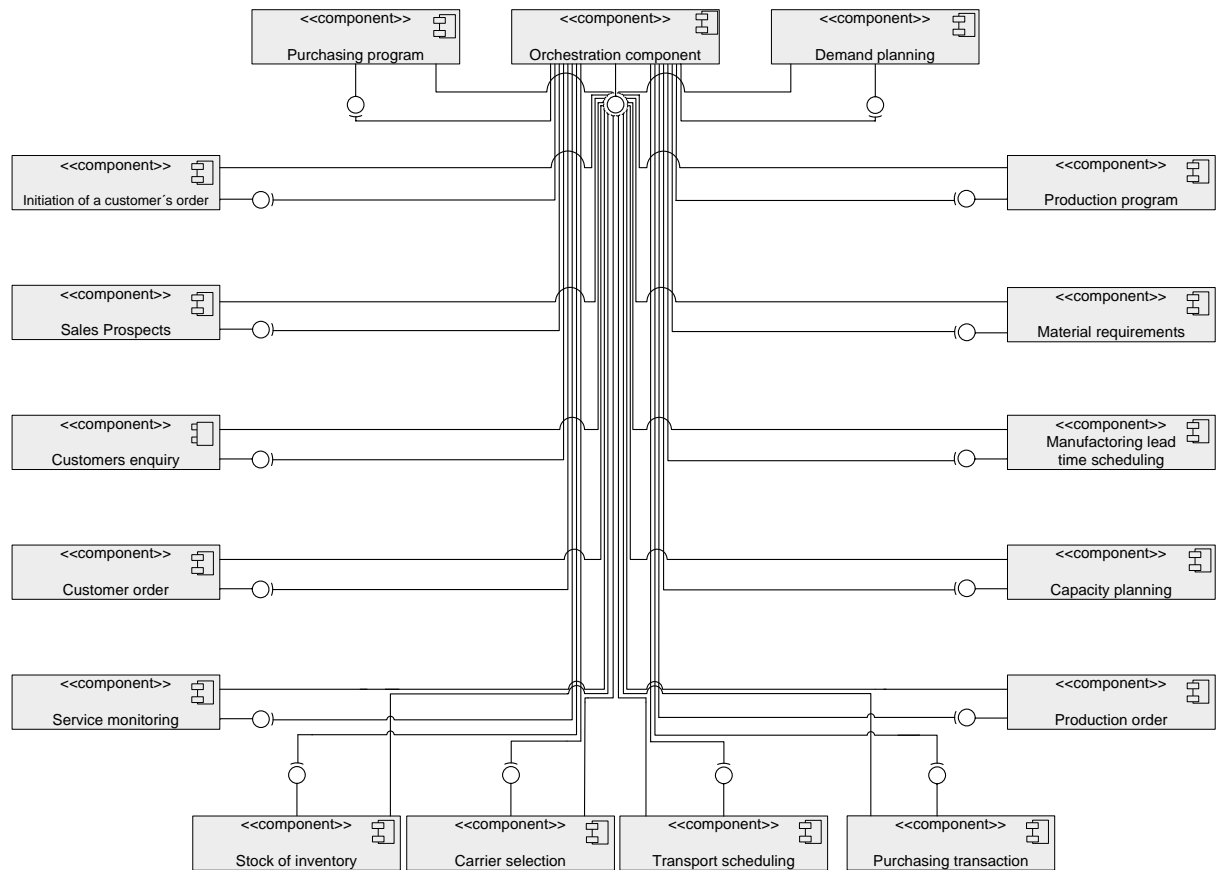 <<component>>
Purchasing program
<<component>>
Orchestration component
<<component>>
Demand planning
<<component>>
Initiation of a customer´s order
<<component>>
Production program
<<component>>
Sales Prospects
<<component>>
Material requirements
<<component>>
Customers enquiry
<<component>>
Manufactoring lead
time scheduling
<<component>>
Customer order
<<component>>
Capacity planning
<<component>>
Service monitoring
<<component>>
Production order
<<component>>
Stock of inventory
<<component>>
Carrier selection
<<component>>
Transport scheduling
<<component>>
Purchasing transaction